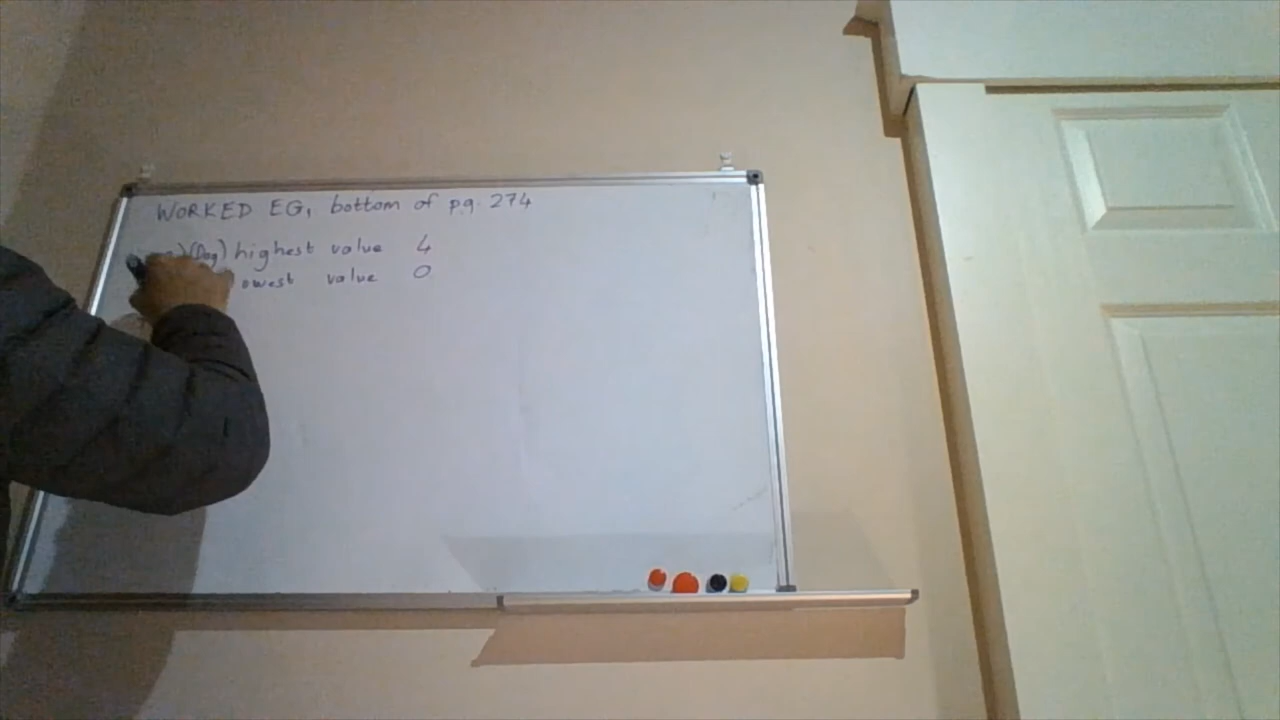 WORKED EG, bottom of pg. 274
(Dog) highest value 4
owest value 0